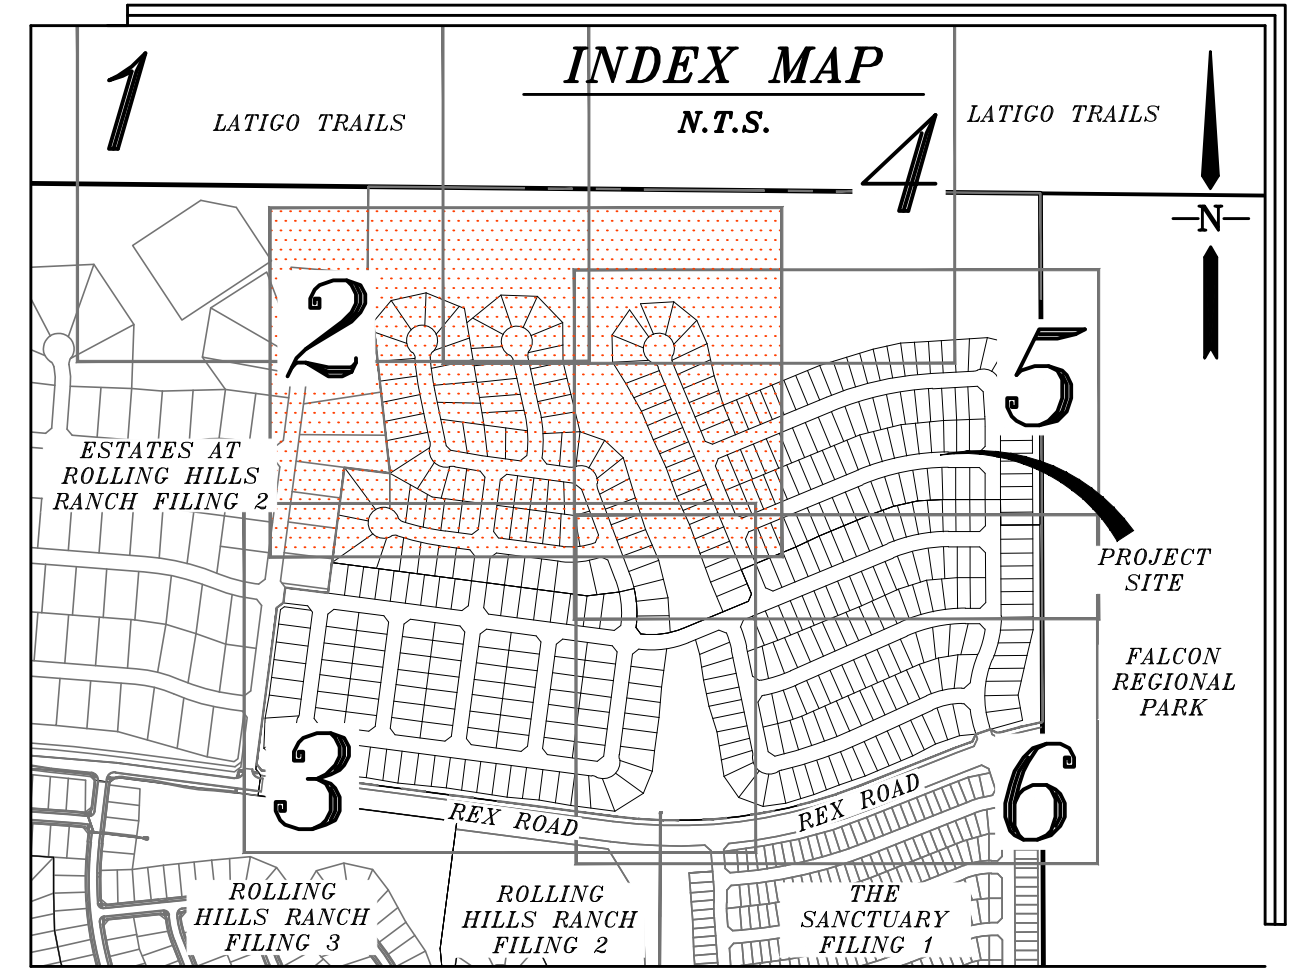 INDEX MAP
N.T.S.
1
LATIGO TRAILS
4
LATIGO TRAILS
N
2
5
ESTATES AT
ROLLING HILLS
RANCH FILING 2
PROJECT
SITE
FALCON
REGIONAL
PARK
3
6
REX ROAD
REX ROAD
ROLLING
HILLS RANCH
FILING 3
ROLLING
HILLS RANCH
FILING 2
THE
SANCTUARY
FILING 1